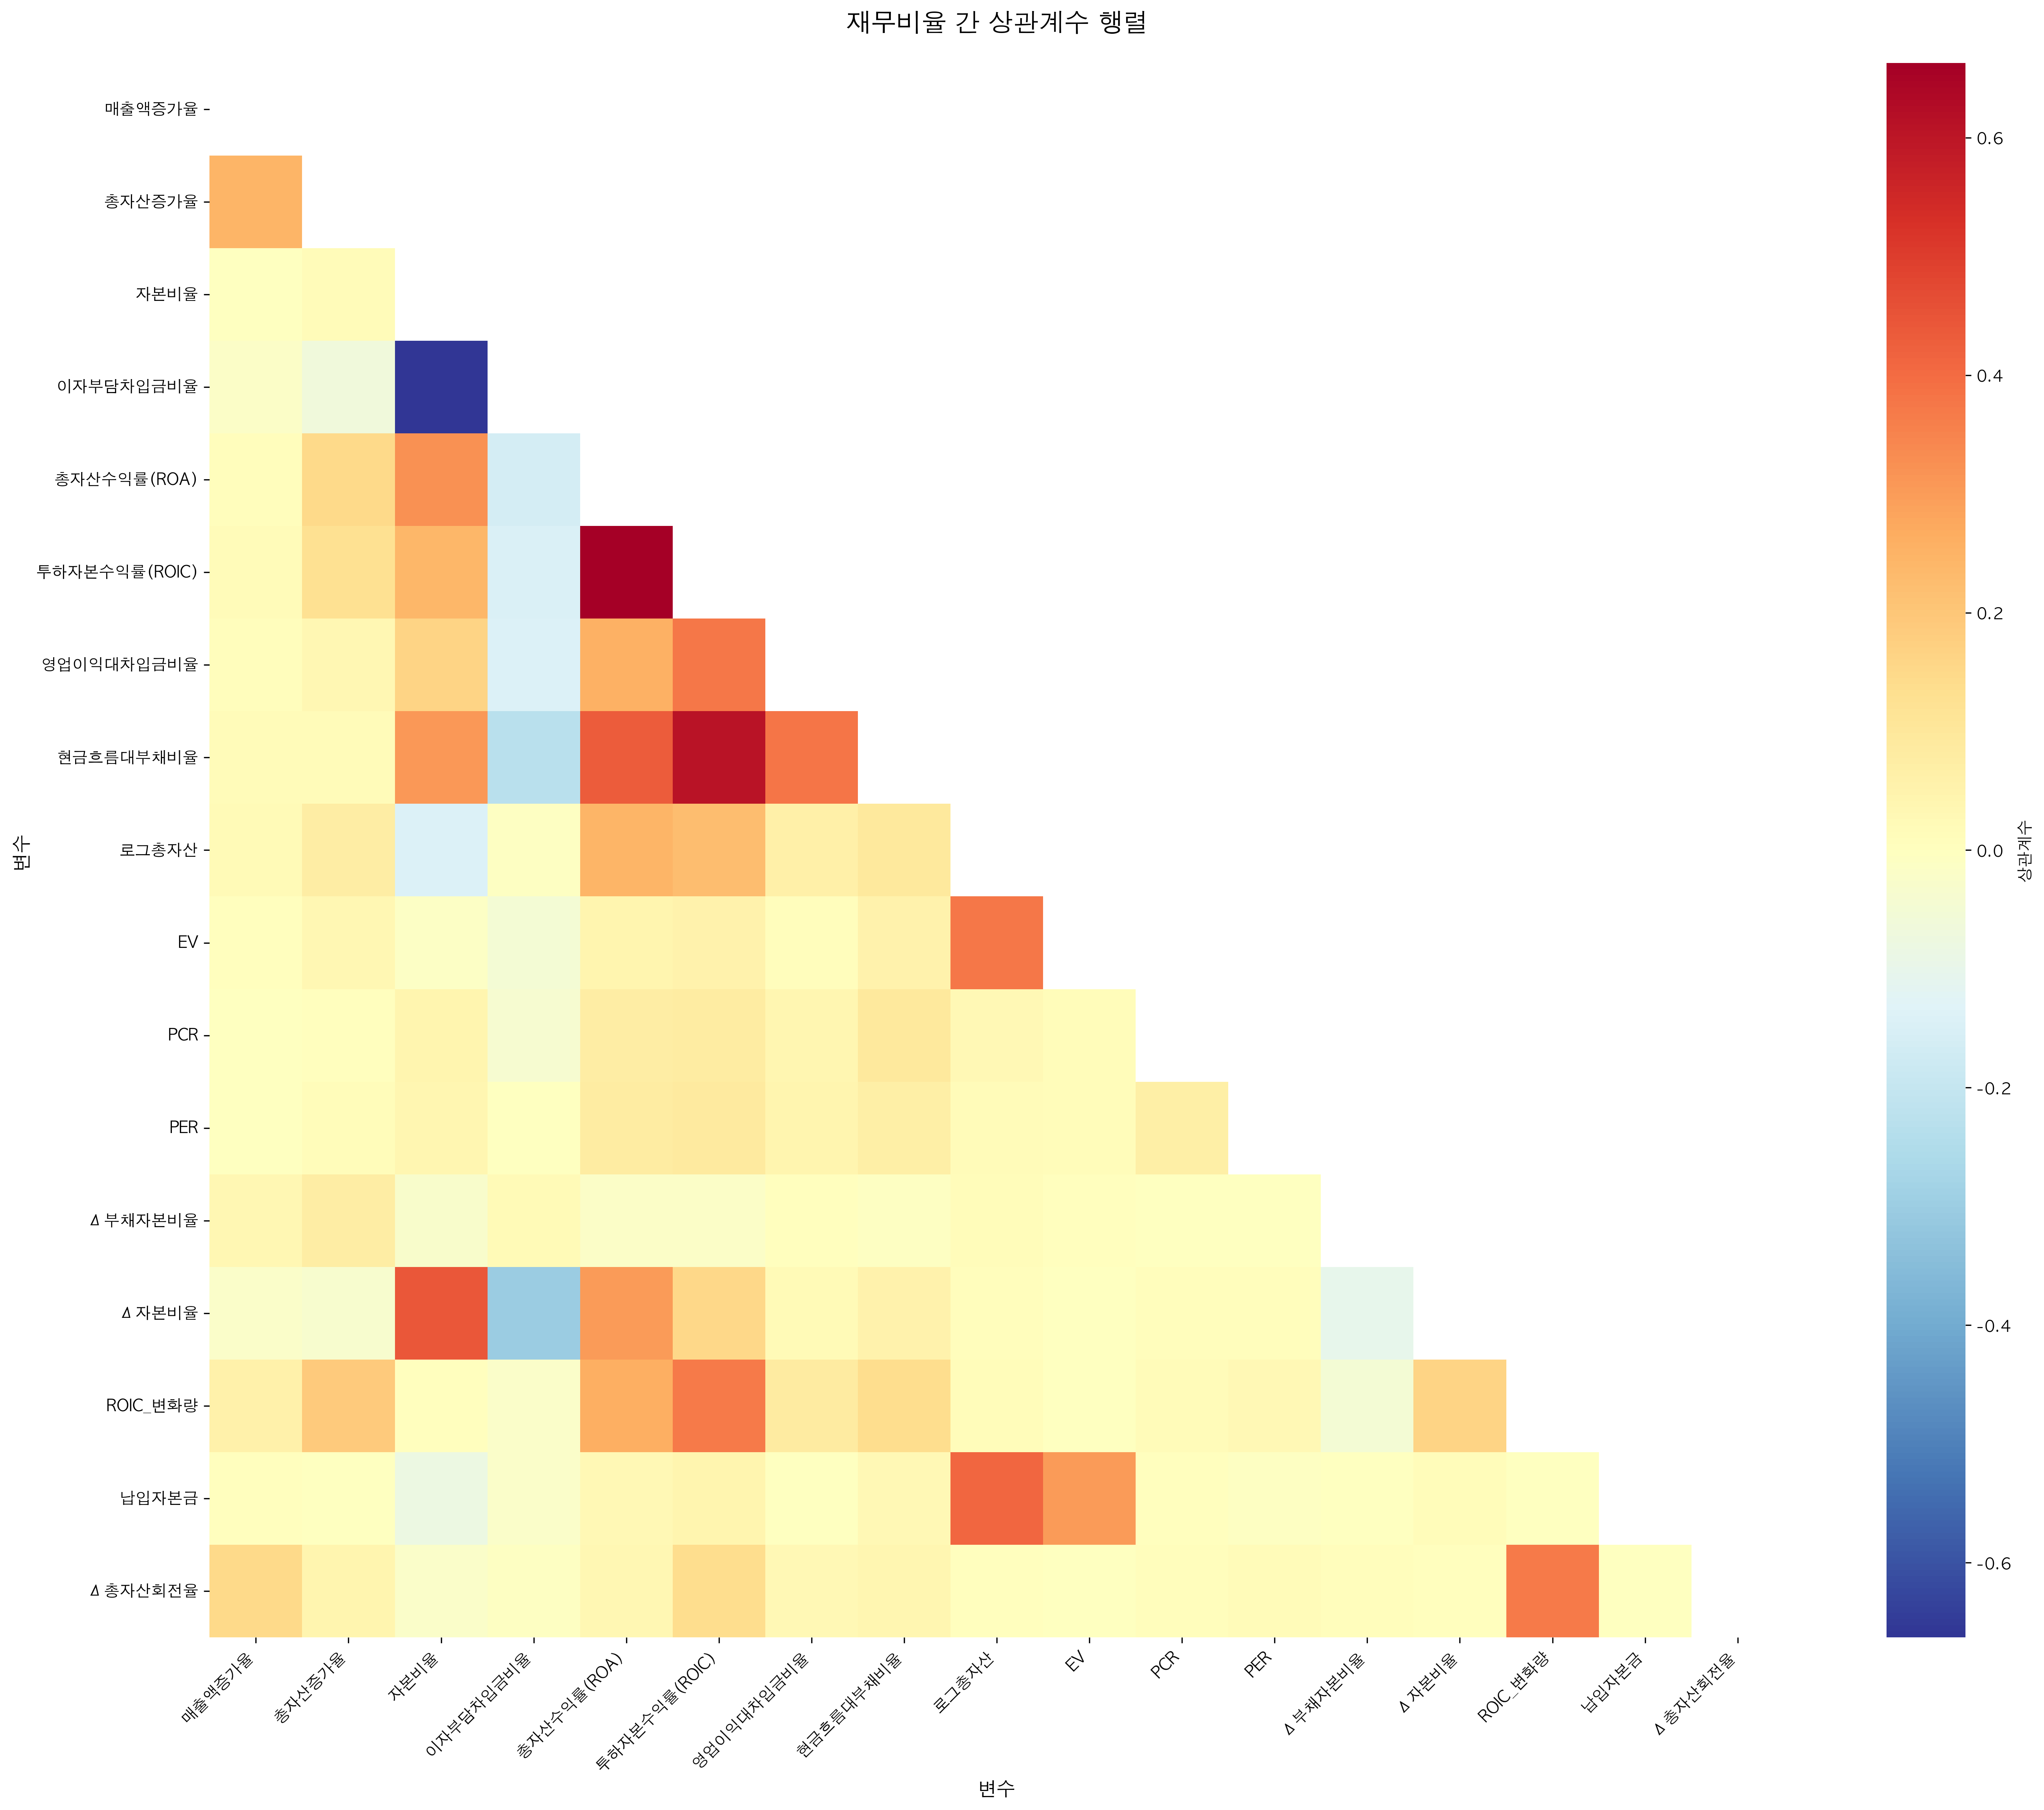 재무비율 간 상관계수 행렬
변수
매출액증가율
총자산증가율
자본비율
이자부담차입금비율
총자산수익률(ROA)
투하자본수익률(ROIC)
영업이익대차입금비율
현금흐름대부채비율
로그총자산
EV
PCR
PER
Δ 부채자본비율
Δ 자본비율
ROIC_변화량
납입자본금
Δ 총자산회전율
매출액증가율
총자산증가율
자본비율
이자부담차입금비율
총자산수익률(ROA)
투하자본수익률(ROIC)
영업이익대차입금비율
현금흐름대부채비율
로그총자산
EV
PCR
PER
Δ 부채자본비율
Δ 자본비율
ROIC_변화량
납입자본금
Δ 총자산회전율
변수
0.6
0.4
0.2
0.0
-0.2
-0.4
-0.6
상관계수